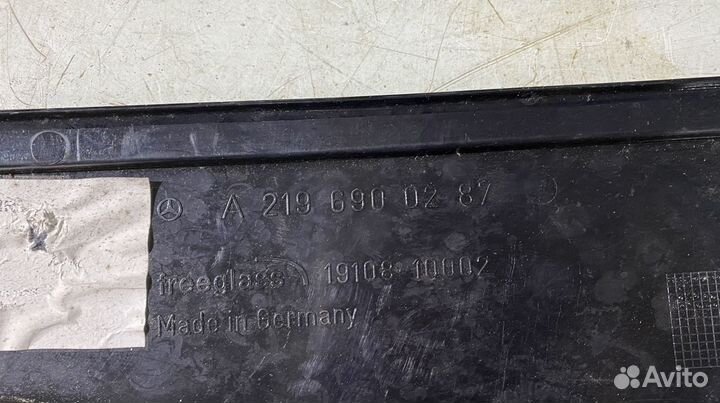 A 219 690 02 87
freeglass 19108 10002
Made in Germany
Avito